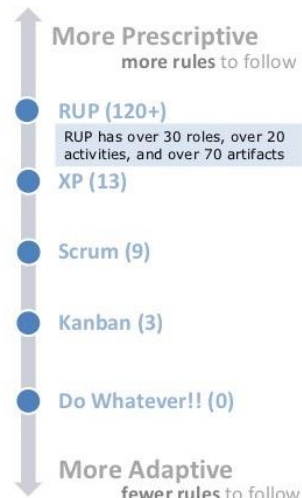 More Prescriptive
more rules to follow
RUP (120+)
RUP has over 30 roles, over 20
activities, and over 70 artifacts
XP (13)
Scrum (9)
Kanban (3)
Do Whatever!! (0)
More Adaptive
fewer rules to follow